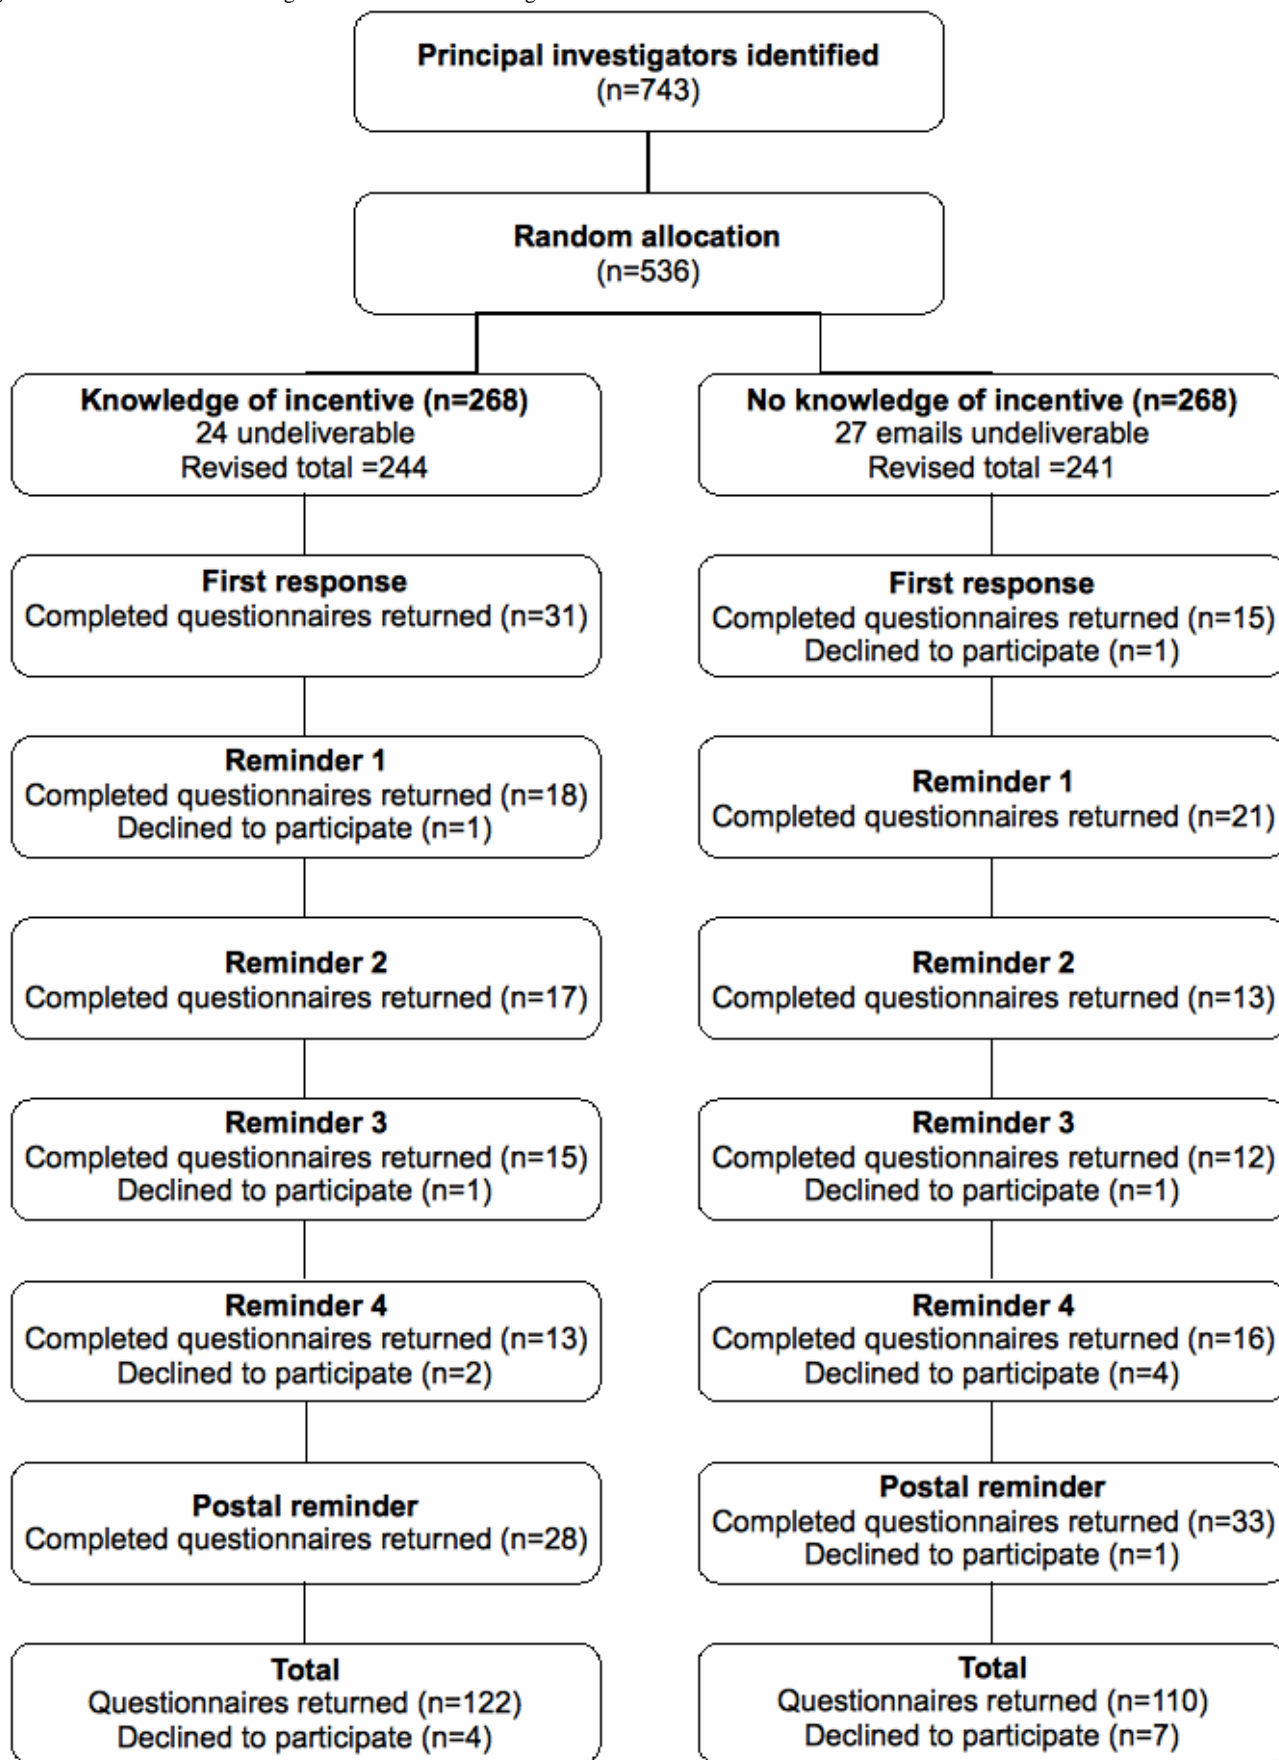 Principal investigators identified
(n=743)
Random allocation
(n=536)
Knowledge of incentive (n=268)
24 undeliverable
Revised total =244
No knowledge of incentive (n=268)
27 emails undeliverable
Revised total =241
First response
Completed questionnaires returned (n=31)
First response
Completed questionnaires returned (n=15)
Declined to participate (n=1)
Reminder 1
Completed questionnaires returned (n=18)
Declined to participate (n=1)
Reminder 1
Completed questionnaires returned (n=21)
Reminder 2
Completed questionnaires returned (n=17)
Reminder 2
Completed questionnaires returned (n=13)
Reminder 3
Completed questionnaires returned (n=15)
Declined to participate (n=1)
Reminder 3
Completed questionnaires returned (n=12)
Declined to participate (n=1)
Reminder 4
Completed questionnaires returned (n=13)
Declined to participate (n=2)
Reminder 4
Completed questionnaires returned (n=16)
Declined to participate (n=4)
Postal reminder
Completed questionnaires returned (n=28)
Postal reminder
Completed questionnaires returned (n=33)
Declined to participate (n=1)
Total
Questionnaires returned (n=122)
Declined to participate (n=4)
Total
Questionnaires returned (n=110)
Declined to participate (n=7)